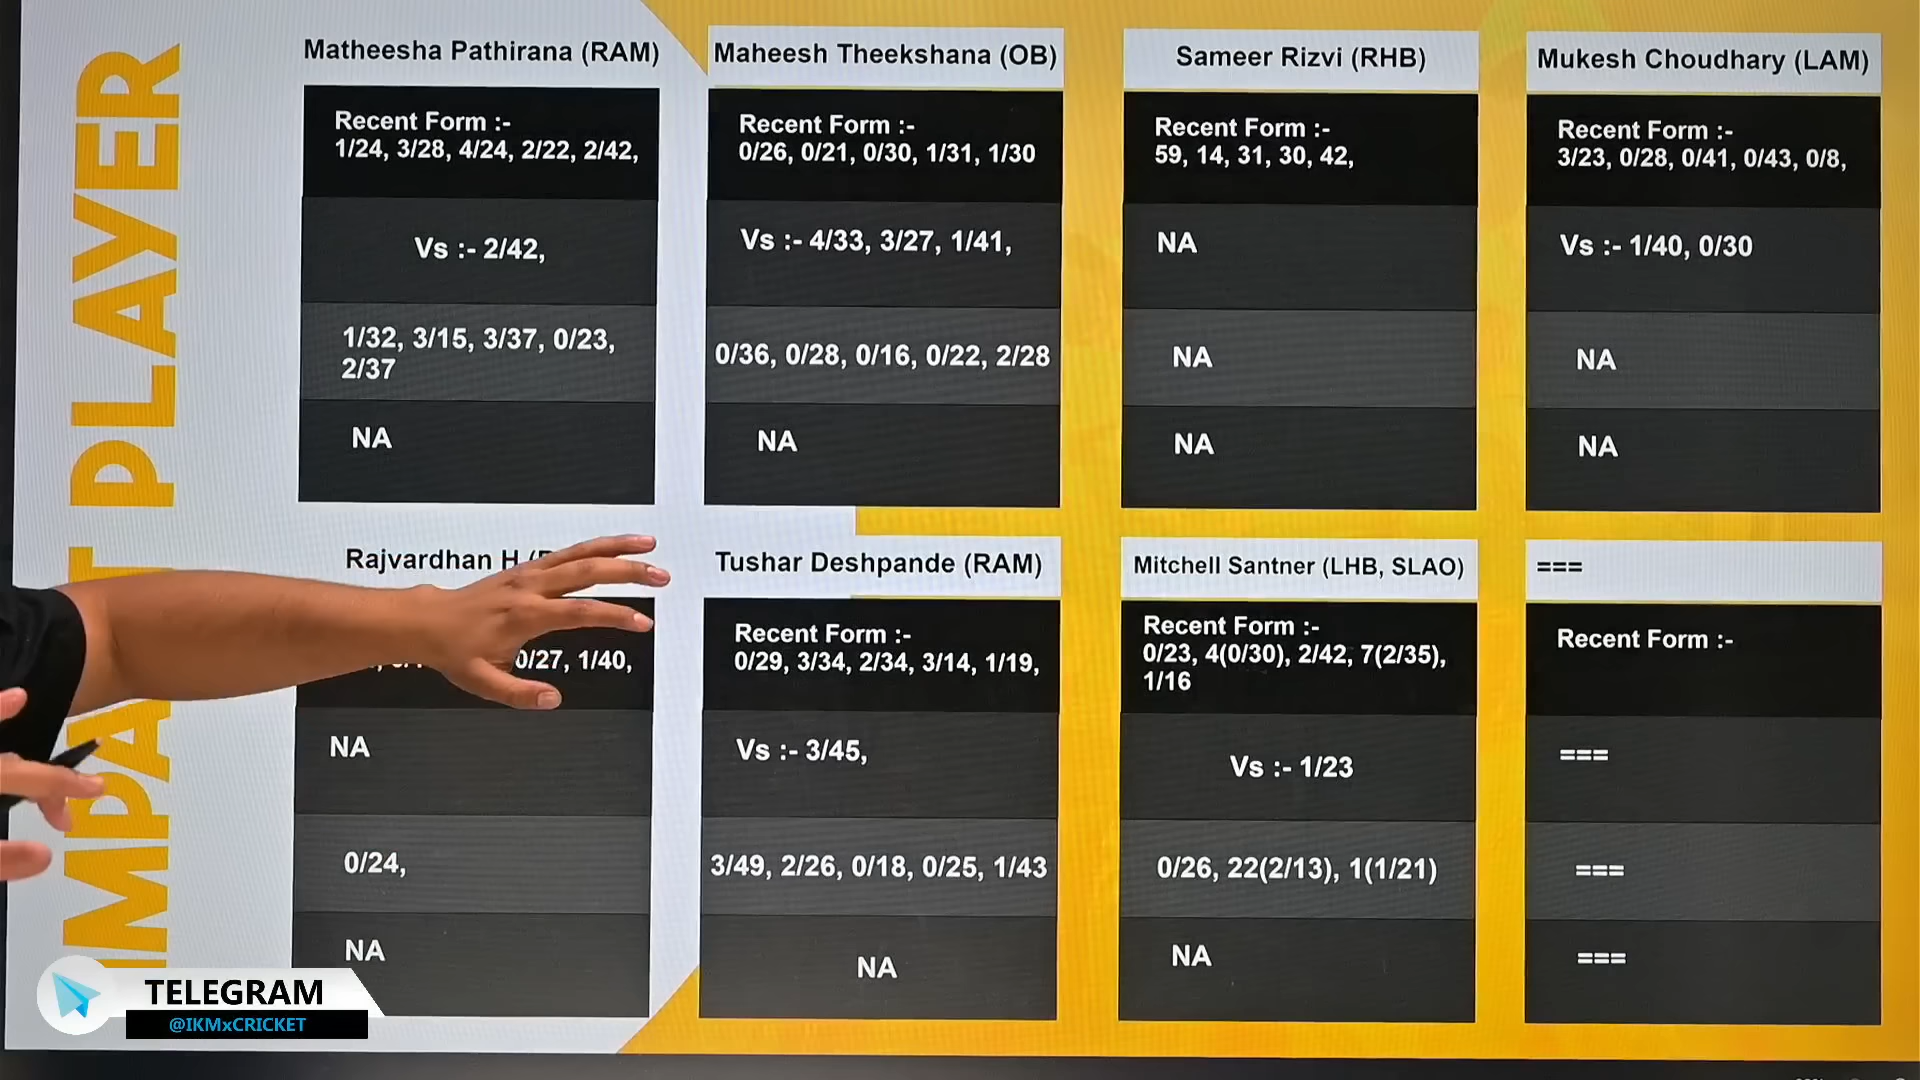 IMPACT PLAYER
Matheesha Pathirana (RAM)
Recent Form :-
1/24, 3/28, 4/24, 2/22, 2/42,
Vs :- 2/42,
1/32, 3/15, 3/37, 0/23,
2/37
NA
Maheesh Theekshana (OB)
Recent Form :-
0/26, 0/21, 0/30, 1/31, 1/30
Vs :- 4/33, 3/27, 1/41,
0/36, 0/28, 0/16, 0/22, 2/28
NA
Sameer Rizvi (RHB)
Recent Form :-
59, 14, 31, 30, 42,
NA
NA
NA
Mukesh Choudhary (LAM)
Recent Form :-
3/23, 0/28, 0/41, 0/43, 0/8,
Vs :- 1/40, 0/30
NA
NA
Rajvardhan H
0/27, 1/40,
NA
0/24,
NA
Tushar Deshpande (RAM)
Recent Form :-
0/29, 3/34, 2/34, 3/14, 1/19,
Vs :- 3/45,
3/49, 2/26, 0/18, 0/25, 1/43
NA
Mitchell Santner (LHB, SLAO)
Recent Form :-
0/23, 4(0/30), 2/42, 7(2/35),
1/16
Vs :- 1/23
0/26, 22(2/13), 1(1/21)
NA
===
Recent Form :-
===
===
===
TELEGRAM
@IKMxCRICKET